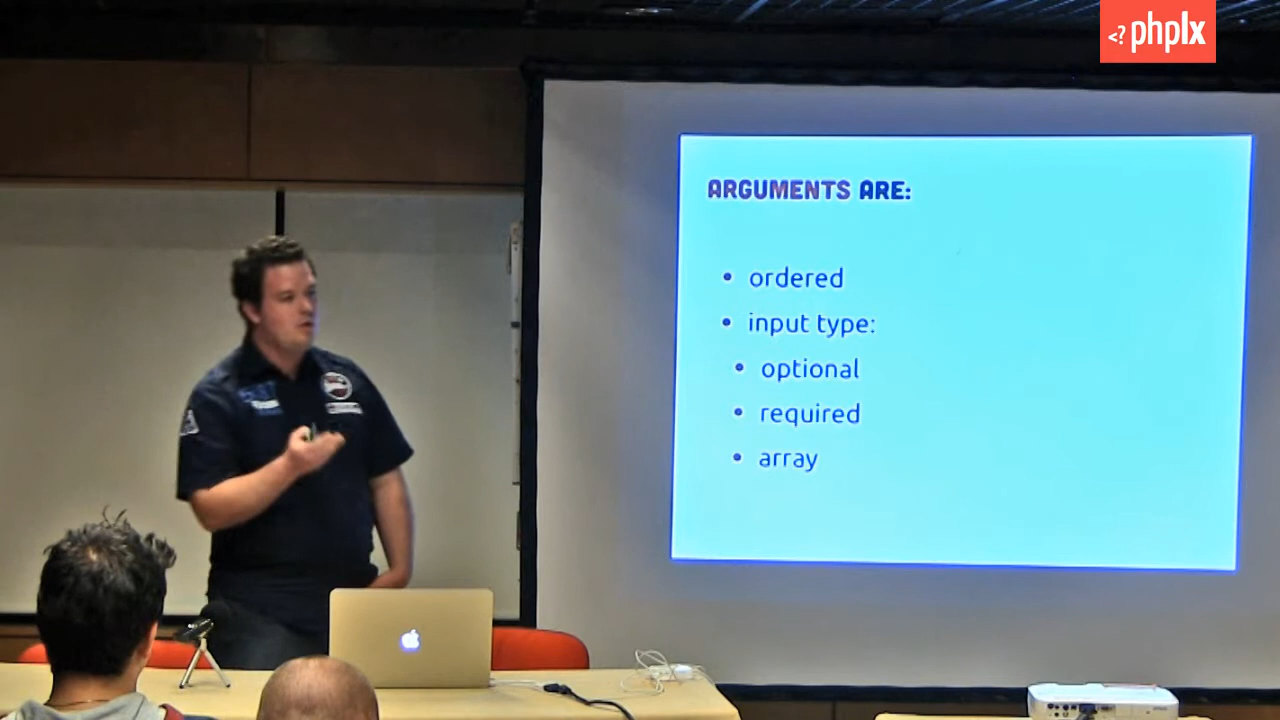 <? phplx
ARGUMENTS ARE:
• ordered
• input type:
• optional
• required
• array